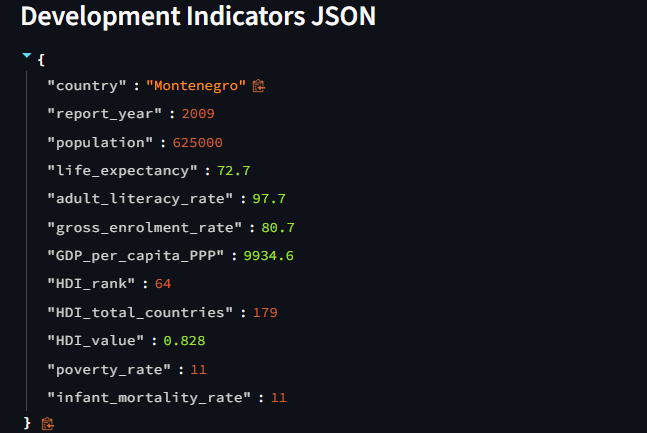 Development Indicators JSON
{
"country" : "Montenegro"
"report_year" : 2009
"population" : 625000
"life_expectancy" : 72.7
"adult_literacy_rate" : 97.7
"gross_enrolment_rate" : 80.7
"GDP_per_capita_PPP" : 9934.6
"HDI_rank" : 64
"HDI_total_countries" : 179
"HDI_value" : 0.828
"poverty_rate" : 11
"infant_mortality_rate" : 11
}